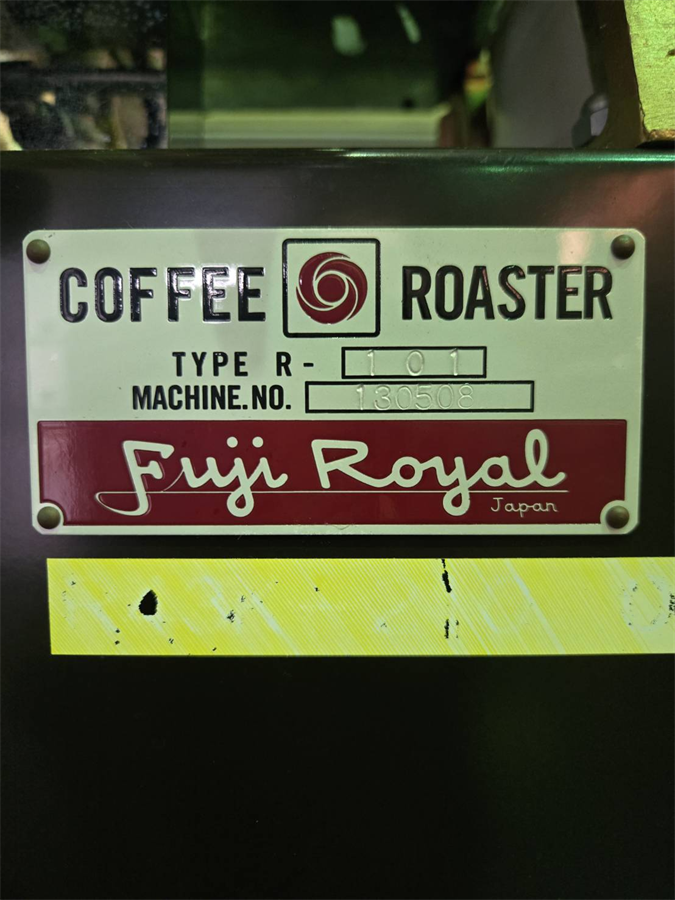 COFFEE ROASTER
TYPE R- 101
MACHINE.NO. 130508
Fuji Royal
Japan